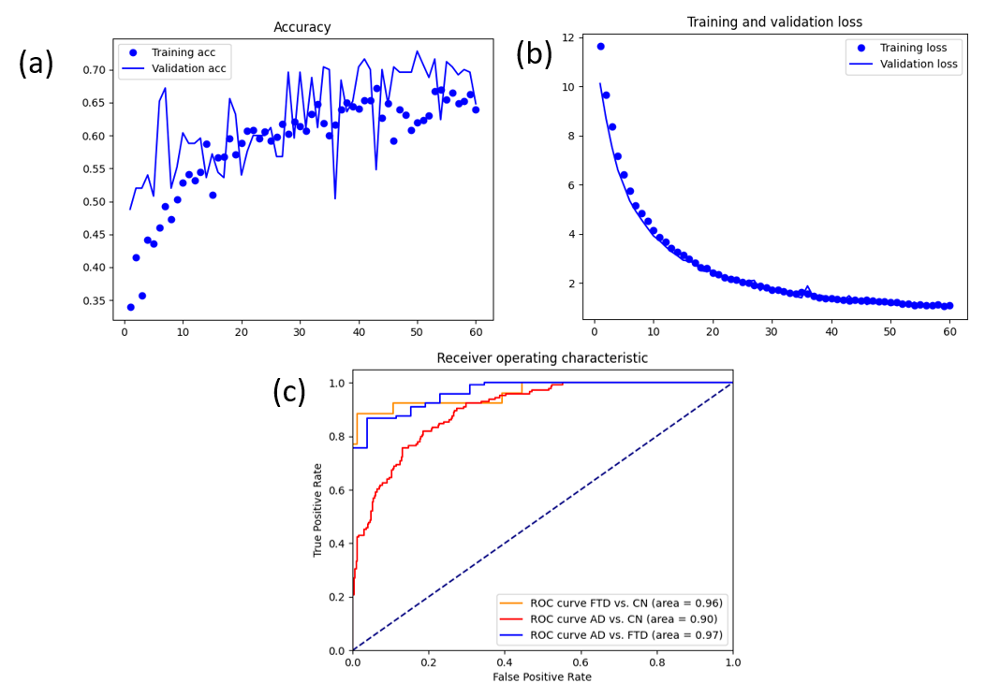 (a)
Accuracy
Training acc
Validation acc
0.70
0.65
0.60
0.55
0.50
0.45
0.40
0.35
0 10 20 30 40 50 60
(b)
Training and validation loss
Training loss
Validation loss
12
10
8
6
4
2
0 10 20 30 40 50 60
(c)
Receiver operating characteristic
True Positive Rate
1.0
0.8
0.6
0.4
0.2
0.0
ROC curve FTD vs. CN (area = 0.96)
ROC curve AD vs. CN (area = 0.90)
ROC curve AD vs. FTD (area = 0.97)
0.0 0.2 0.4 0.6 0.8 1.0
False Positive Rate